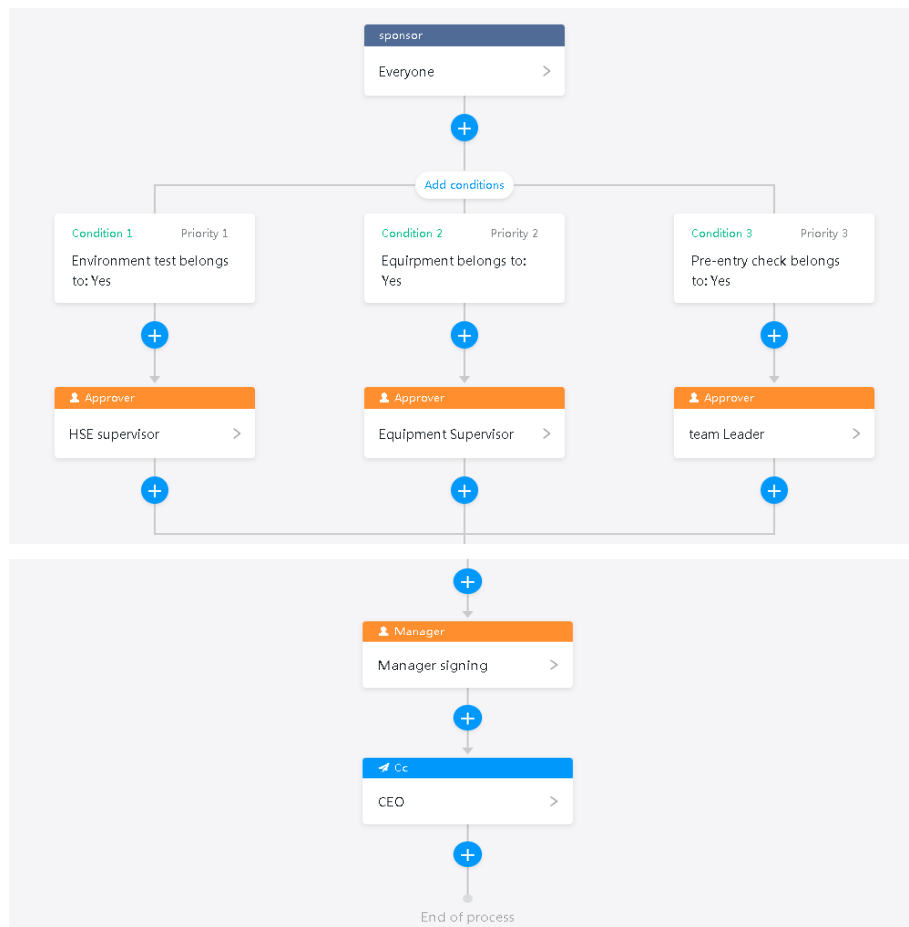 sponsor
Everyone
Add conditions
Condition 1 Priority 1
Environment test belongs
to: Yes
Condition 2 Priority 2
Equirpment belongs to:
Yes
Condition 3 Priority 3
Pre-entry check belongs
to: Yes
Approver
HSE supervisor
Approver
Equipment Supervisor
Approver
team Leader
Manager
Manager signing
Cc
CEO
End of process